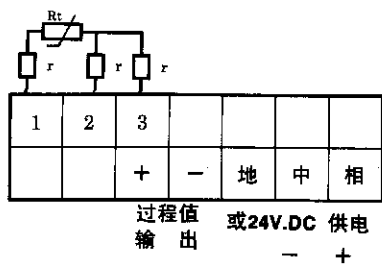 Rt
r r r
1 2 3
+ − 地 中 相
过程值 或24V.DC 供电
输 出
− +